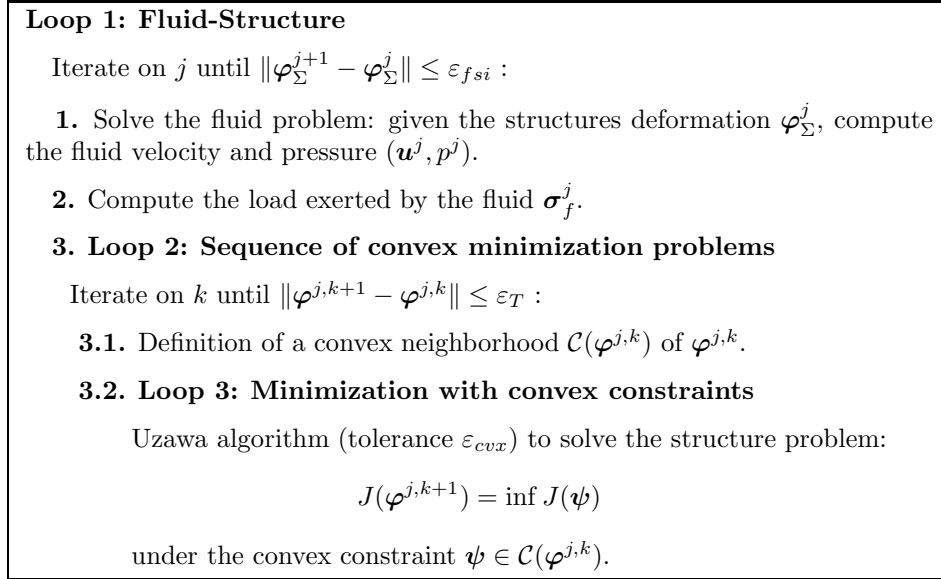 Loop 1: Fluid-Structure
Iterate on j until ‖φ_Σ^{j+1} − φ_Σ^j‖ ≤ ε_{fsi} :
1. Solve the fluid problem: given the structures deformation φ_Σ^j, compute
the fluid velocity and pressure (u^j, p^j).
2. Compute the load exerted by the fluid σ_f^j.
3. Loop 2: Sequence of convex minimization problems
Iterate on k until ‖φ^{j,k+1} − φ^{j,k}‖ ≤ ε_T :
3.1. Definition of a convex neighborhood C(φ^{j,k}) of φ^{j,k}.
3.2. Loop 3: Minimization with convex constraints
Uzawa algorithm (tolerance ε_{cvx}) to solve the structure problem:
J(φ^{j,k+1}) = inf J(ψ)
under the convex constraint ψ ∈ C(φ^{j,k}).